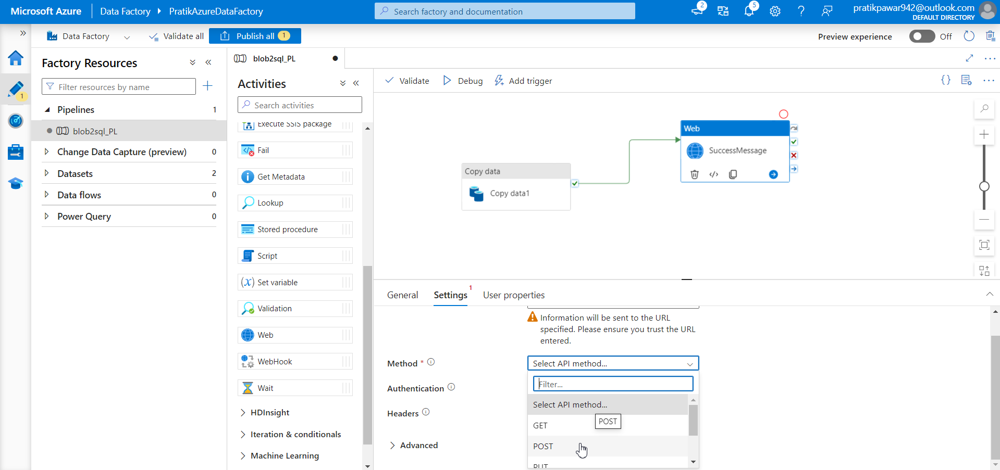 Microsoft Azure
Data Factory
PratikAzureDataFactory
Search factory and documentation
2
5
pratikpawar942@outlook.com
DEFAULT DIRECTORY
Data Factory
Validate all
Publish all 1
Preview experience
Off
1
Factory Resources
Filter resources by name
Pipelines 1
blob2sql_PL
Change Data Capture (preview) 0
Datasets 2
Data flows 0
Power Query 0
blob2sql_PL
Activities
Search activities
Execute SSIS package
Fail
Get Metadata
Lookup
Stored procedure
Script
(x) Set variable
Validation
Web
WebHook
Wait
HDInsight
Iteration & conditionals
Machine Learning
Validate
Debug
Add trigger
{}
Copy data
Copy data1
Web
SuccessMessage
General
Settings 1
User properties
Information will be sent to the URL
specified. Please ensure you trust the URL
entered.
Method *
Select API method...
Filter...
Select API method...
GET
POST
POST
PUT
Authentication
Headers
Advanced